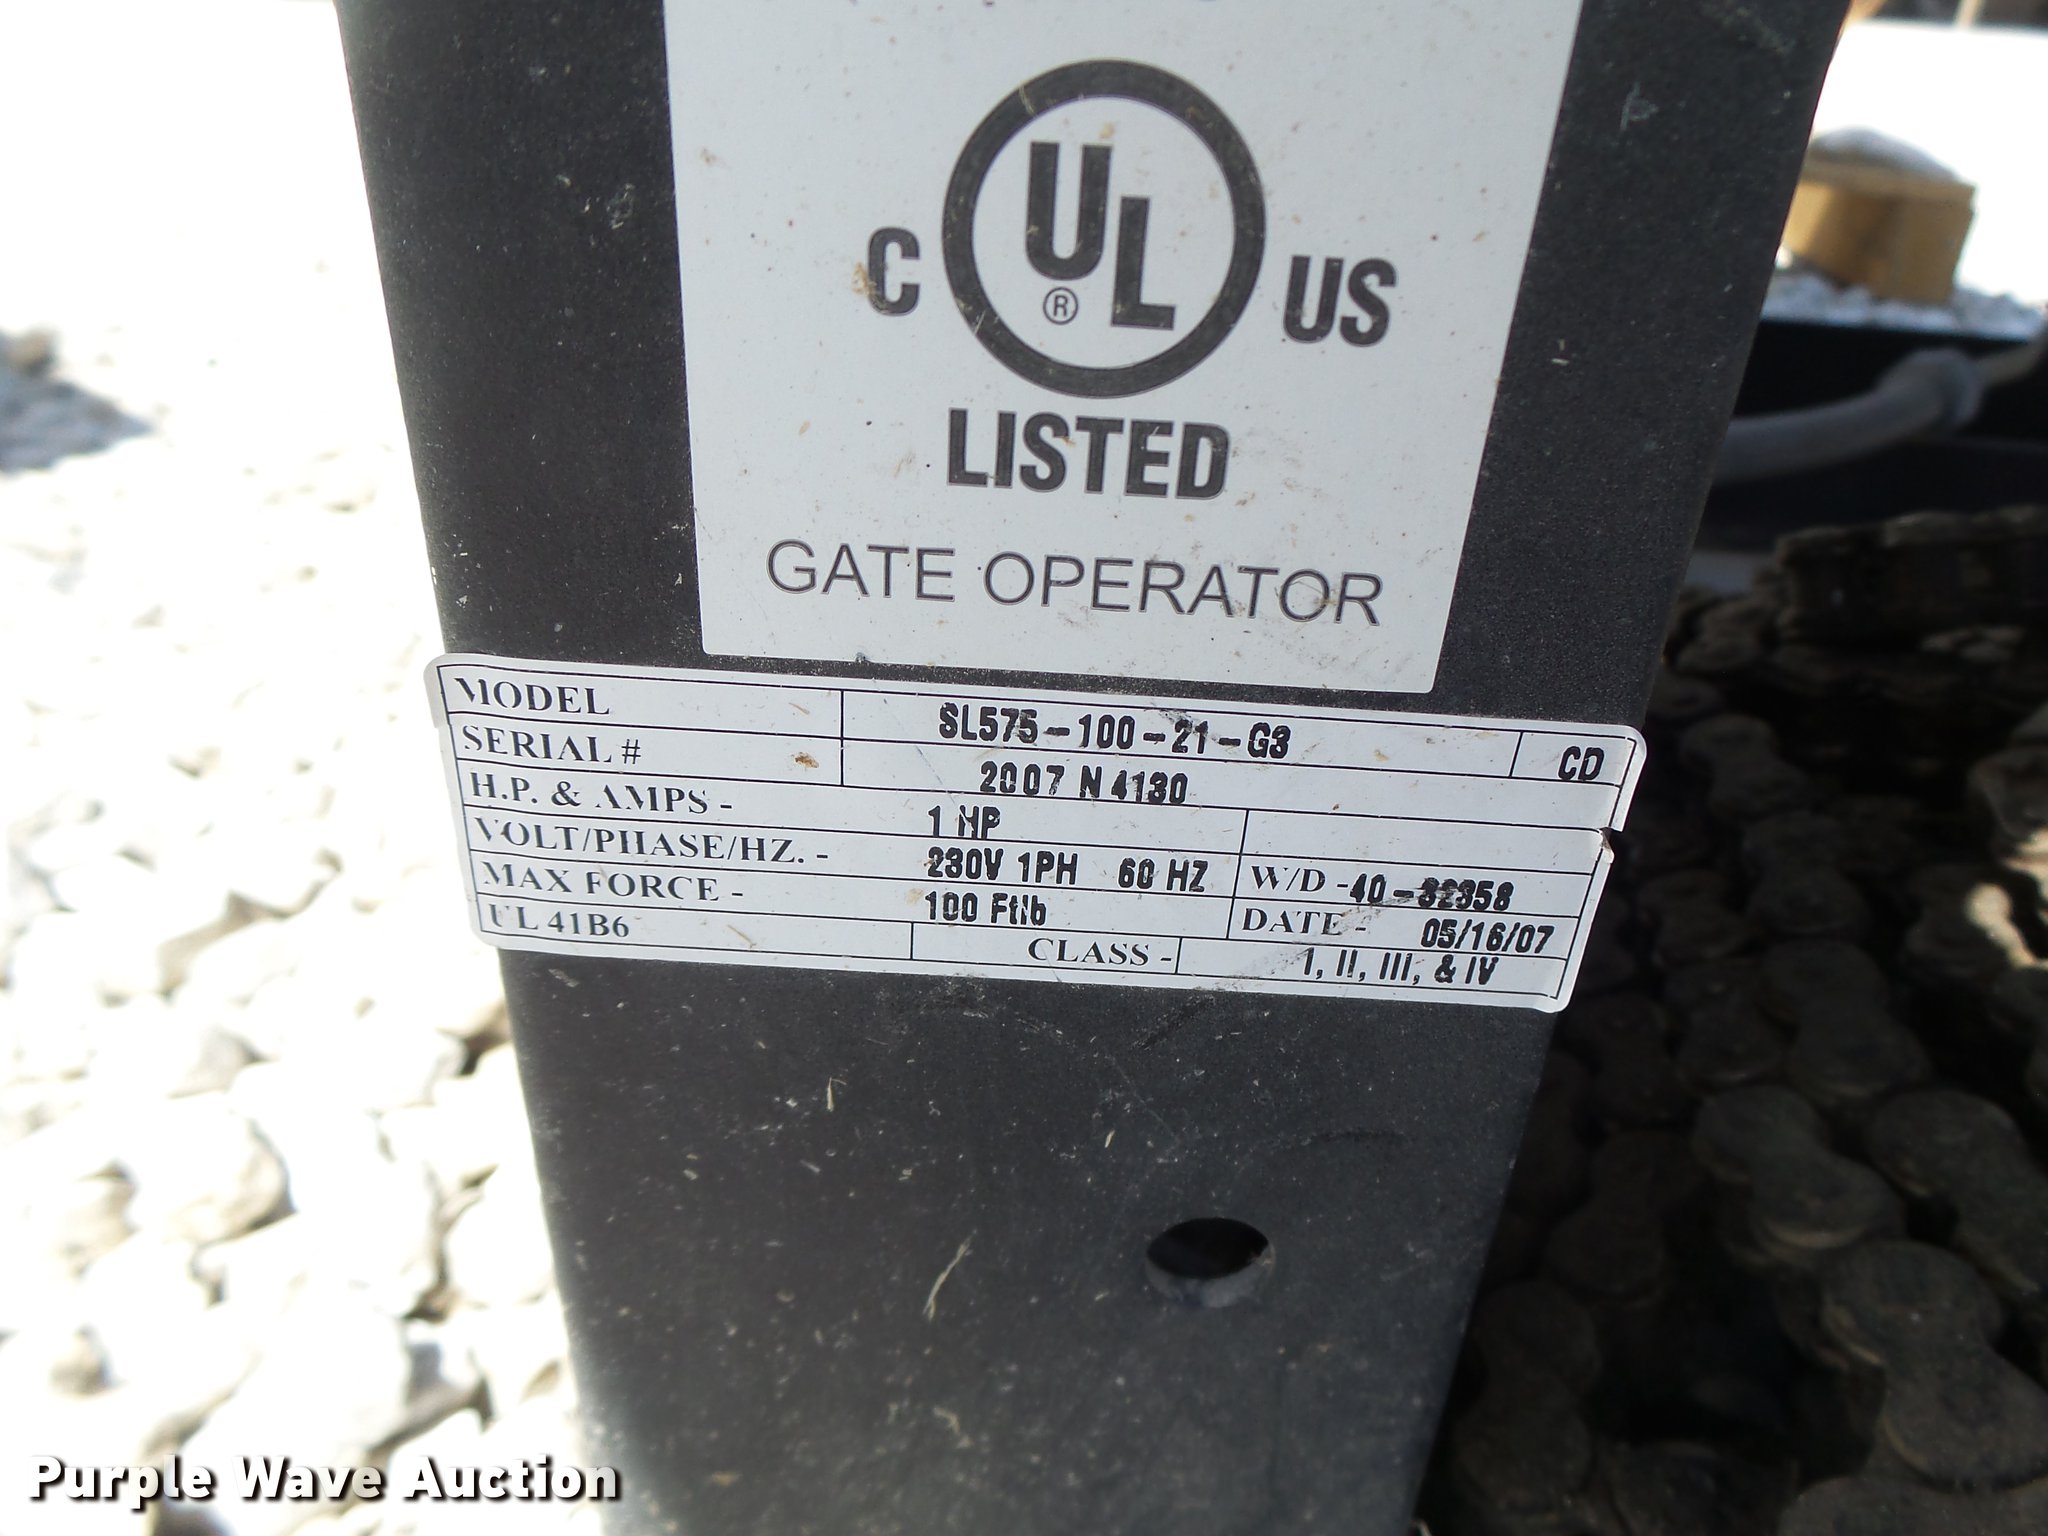 C UL ® US
LISTED
GATE OPERATOR
MODEL SL575-100-21-G3 CD
SERIAL # 2007 N 4130
H.P. & AMPS - 1 HP
VOLT/PHASE/HZ. - 230V 1PH 60 HZ W/D - 40-32358
MAX FORCE - 100 Ftlb DATE - 05/16/07
UL 41B6 CLASS - I, II, III, & IV
Purple Wave Auction